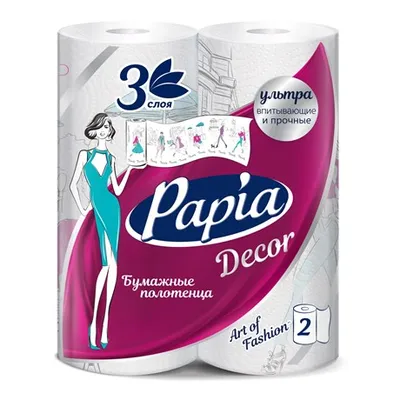 3
слоя
ультра
впитывающие
и прочные
Papia
Decor
Бумажные
полотенца
Art of
Fashion
2